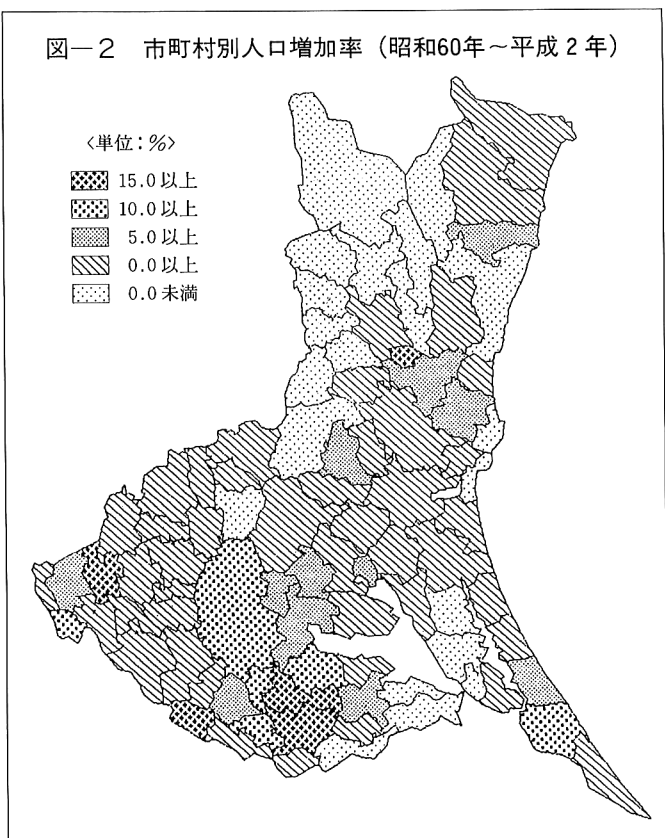 図―2 市町村別人口増加率(昭和60年~平成2年)
<単位:%>
15.0以上
10.0以上
5.0以上
0.0以上
0.0未満